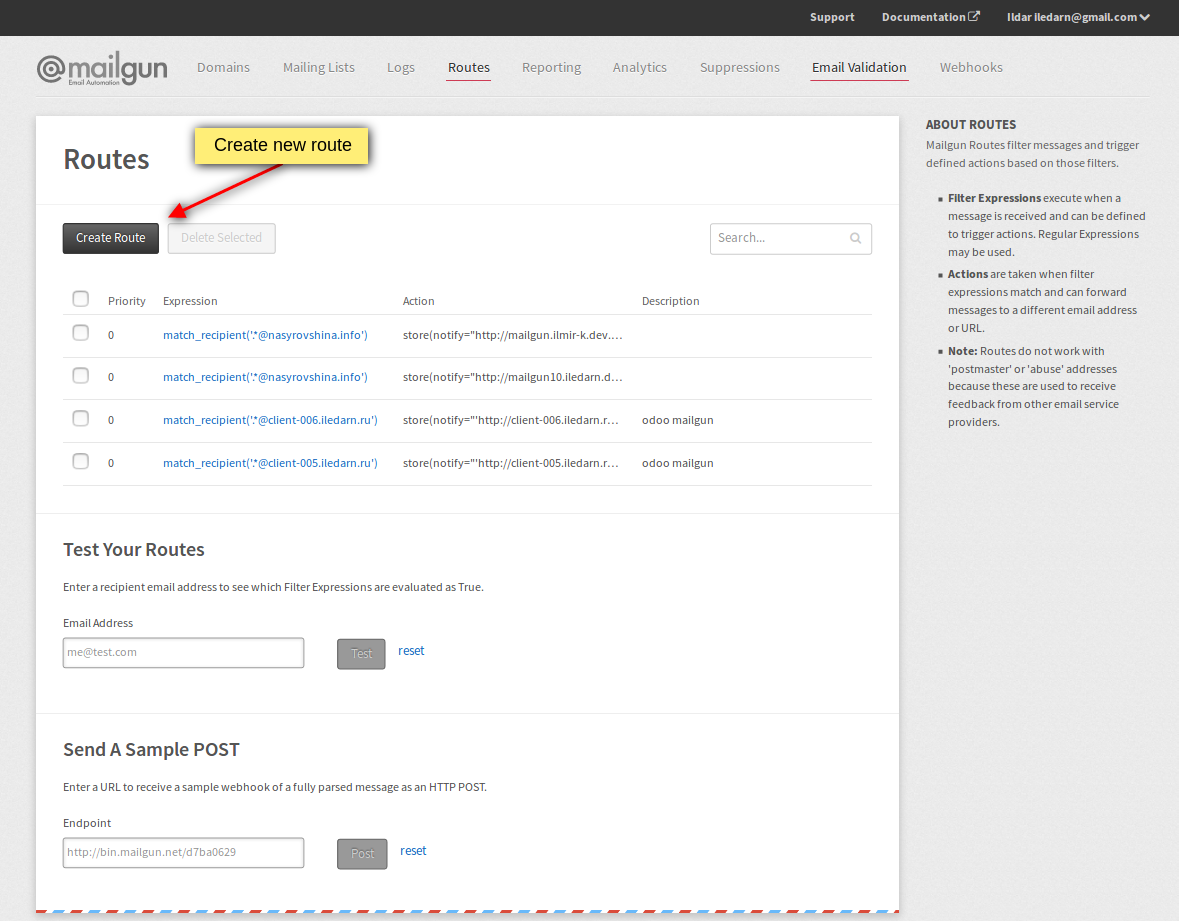 Support Documentation Ildar iledarn@gmail.com
@mailgun
Email Automation
Domains Mailing Lists Logs Routes Reporting Analytics Suppressions Email Validation Webhooks
Routes
Create new route
Create Route Delete Selected Search...
Priority Expression Action Description
0 match_recipient('.*@nasyrovshina.info') store(notify="http://mailgun.ilmir-k.dev.…
0 match_recipient('.*@nasyrovshina.info') store(notify="http://mailgun10.iledarn.d…
0 match_recipient('.*@client-006.iledarn.ru') store(notify="'http://client-006.iledarn.r… odoo mailgun
0 match_recipient('.*@client-005.iledarn.ru') store(notify="'http://client-005.iledarn.r… odoo mailgun
Test Your Routes
Enter a recipient email address to see which Filter Expressions are evaluated as True.
Email Address
me@test.com Test reset
Send A Sample POST
Enter a URL to receive a sample webhook of a fully parsed message as an HTTP POST.
Endpoint
http://bin.mailgun.net/d7ba0629 Post reset
ABOUT ROUTES
Mailgun Routes filter messages and trigger
defined actions based on those filters.
Filter Expressions execute when a
message is received and can be defined
to trigger actions. Regular Expressions
may be used.
Actions are taken when filter
expressions match and can forward
messages to a different email address
or URL.
Note: Routes do not work with
'postmaster' or 'abuse' addresses
because these are used to receive
feedback from other email service
providers.